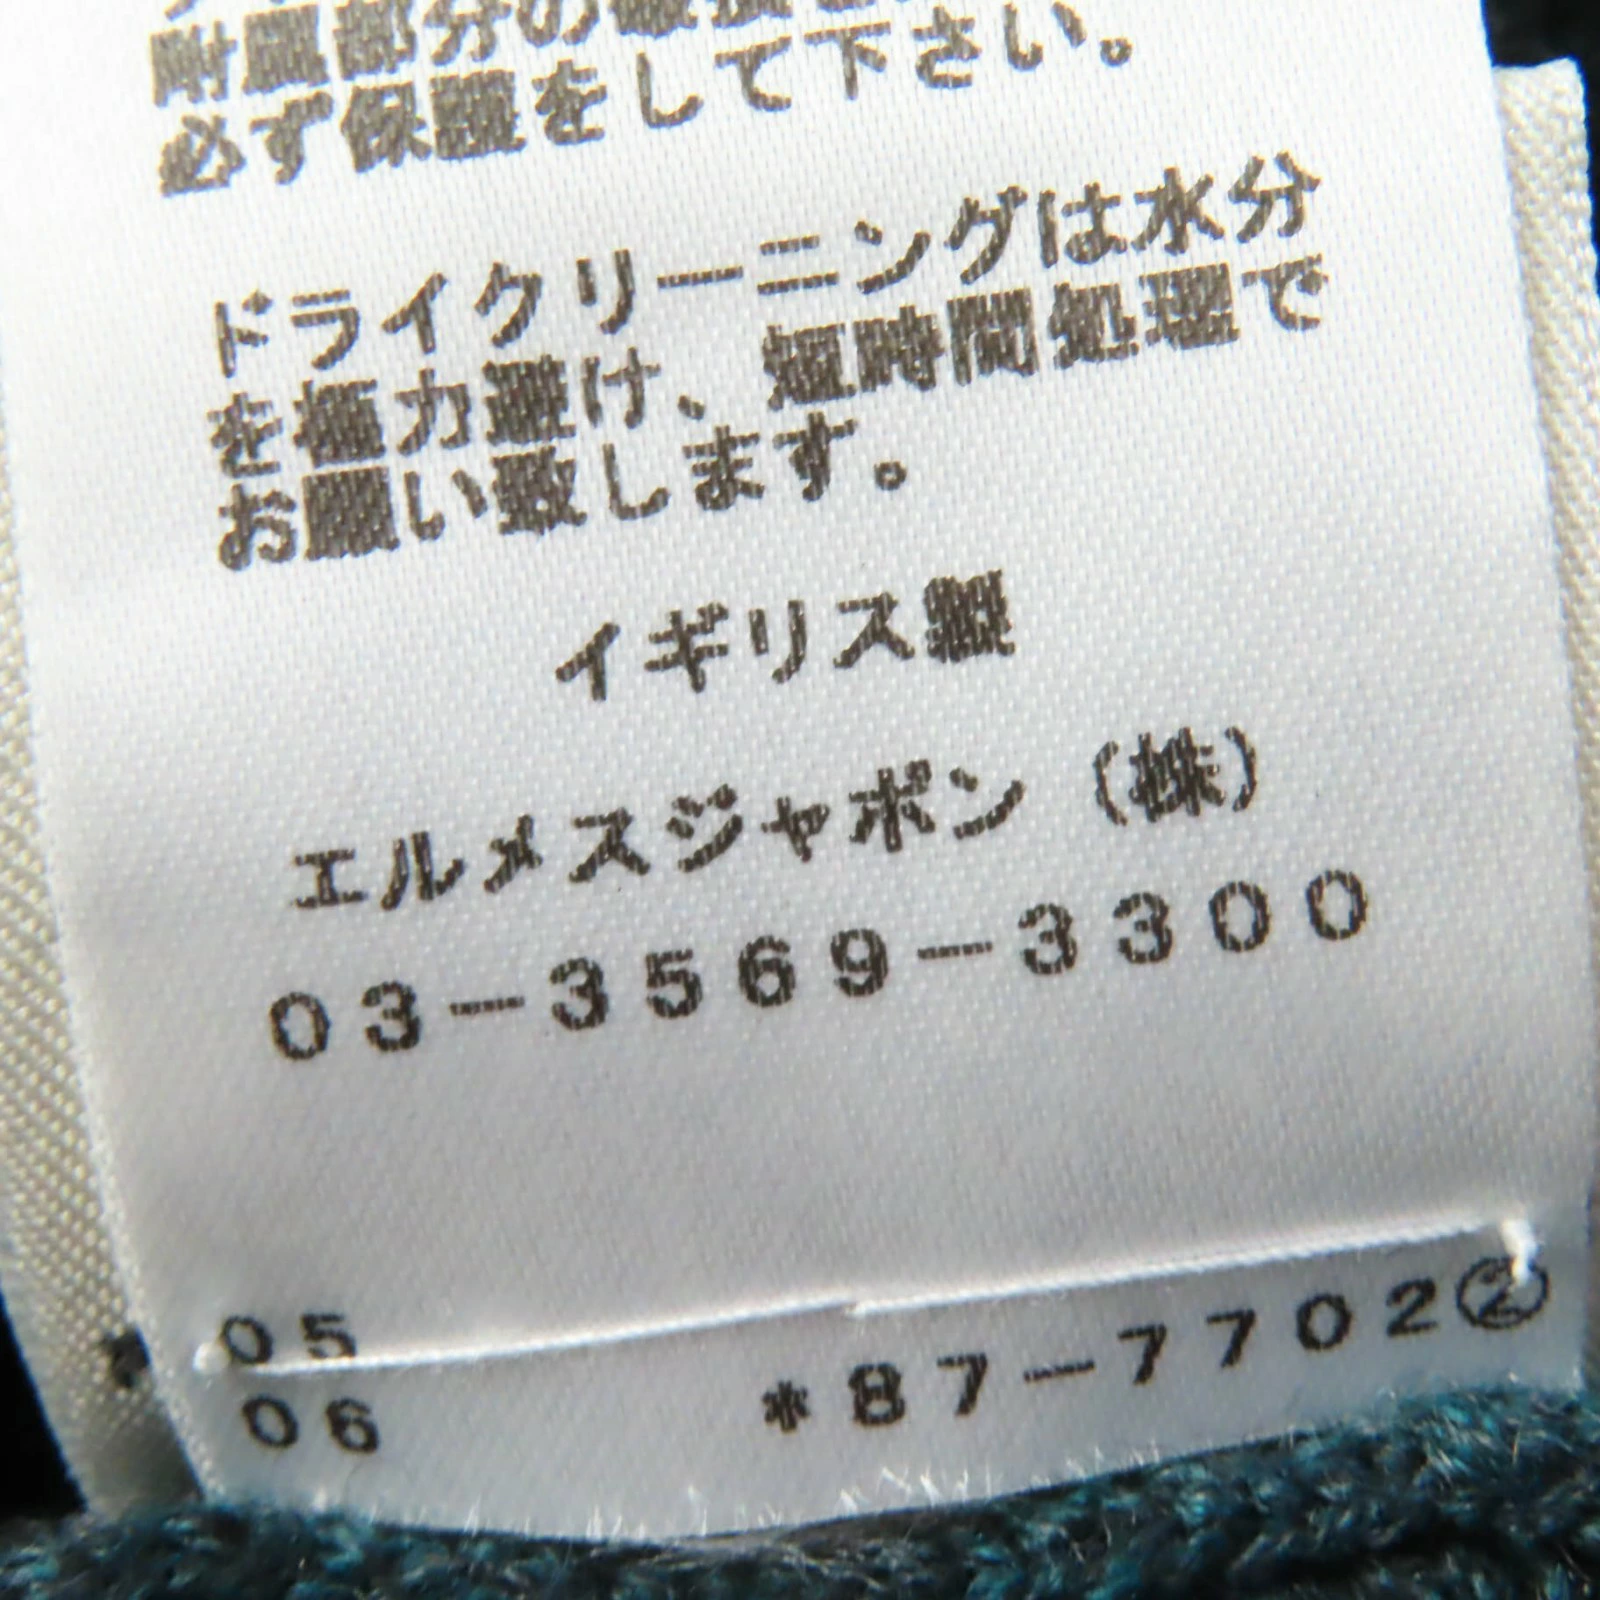 附属部分の破損を
必ず保護をして下さい。
ドライクリーニングは水分
を極力避け、短時間処理で
お願い致します。
イギリス製
エルメスジャポン（株）
03-3569-3300
05
06 *87-7702②